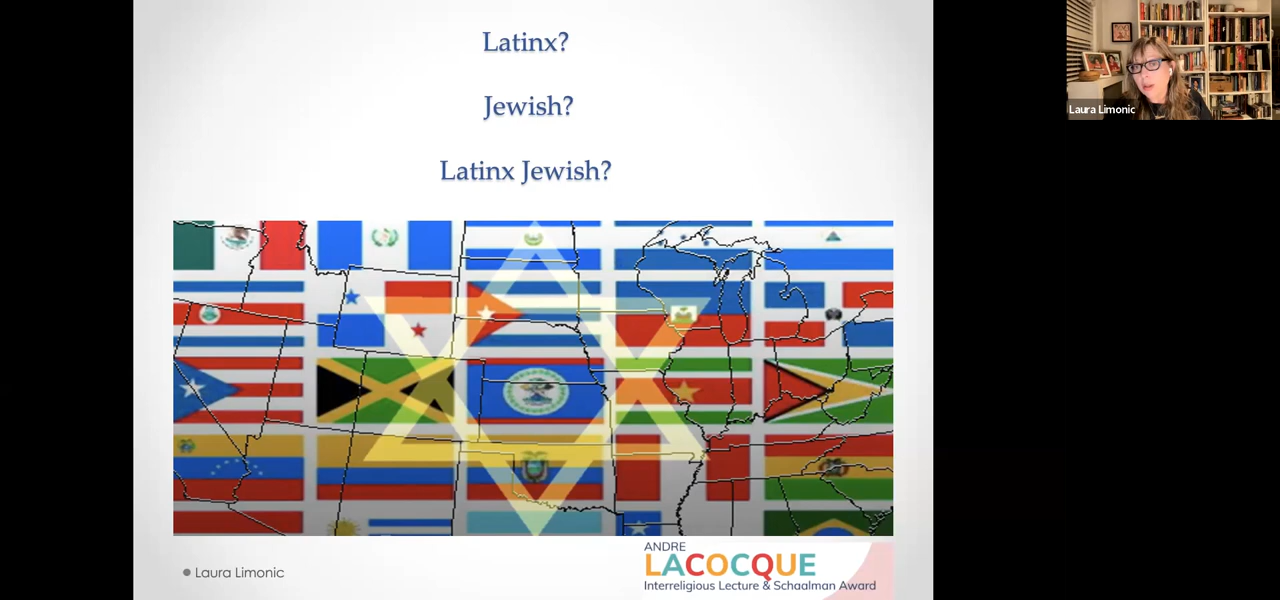 Latinx?
Jewish?
Latinx Jewish?
Laura Limonic
Laura Limonic
ANDRE
LACOCQUE
Interreligious Lecture & Schaalman Award